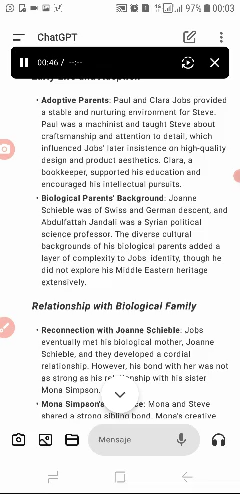 97% 00:03
ChatGPT
00:46 / --:--
Early Life and Adoption
• Adoptive Parents: Paul and Clara Jobs provided
a stable and nurturing environment for Steve.
Paul was a machinist and taught Steve about
craftsmanship and attention to detail, which
influenced Jobs' later insistence on high-quality
design and product aesthetics. Clara, a
bookkeeper, supported his education and
encouraged his intellectual pursuits.
• Biological Parents' Background: Joanne
Schieble was of Swiss and German descent, and
Abdulfattah Jandali was a Syrian political
science professor. The diverse cultural
backgrounds of his biological parents added a
layer of complexity to Jobs' identity, though he
did not explore his Middle Eastern heritage
extensively.
Relationship with Biological Family
• Reconnection with Joanne Schieble: Jobs
eventually met his biological mother, Joanne
Schieble, and they developed a cordial
relationship. However, his bond with her was not
as strong as his relationship with his sister
Mona Simpson.
• Mona Simpson's ce: Mona and Steve
shared a strong sibling bond. Mona's creative
Mensaje